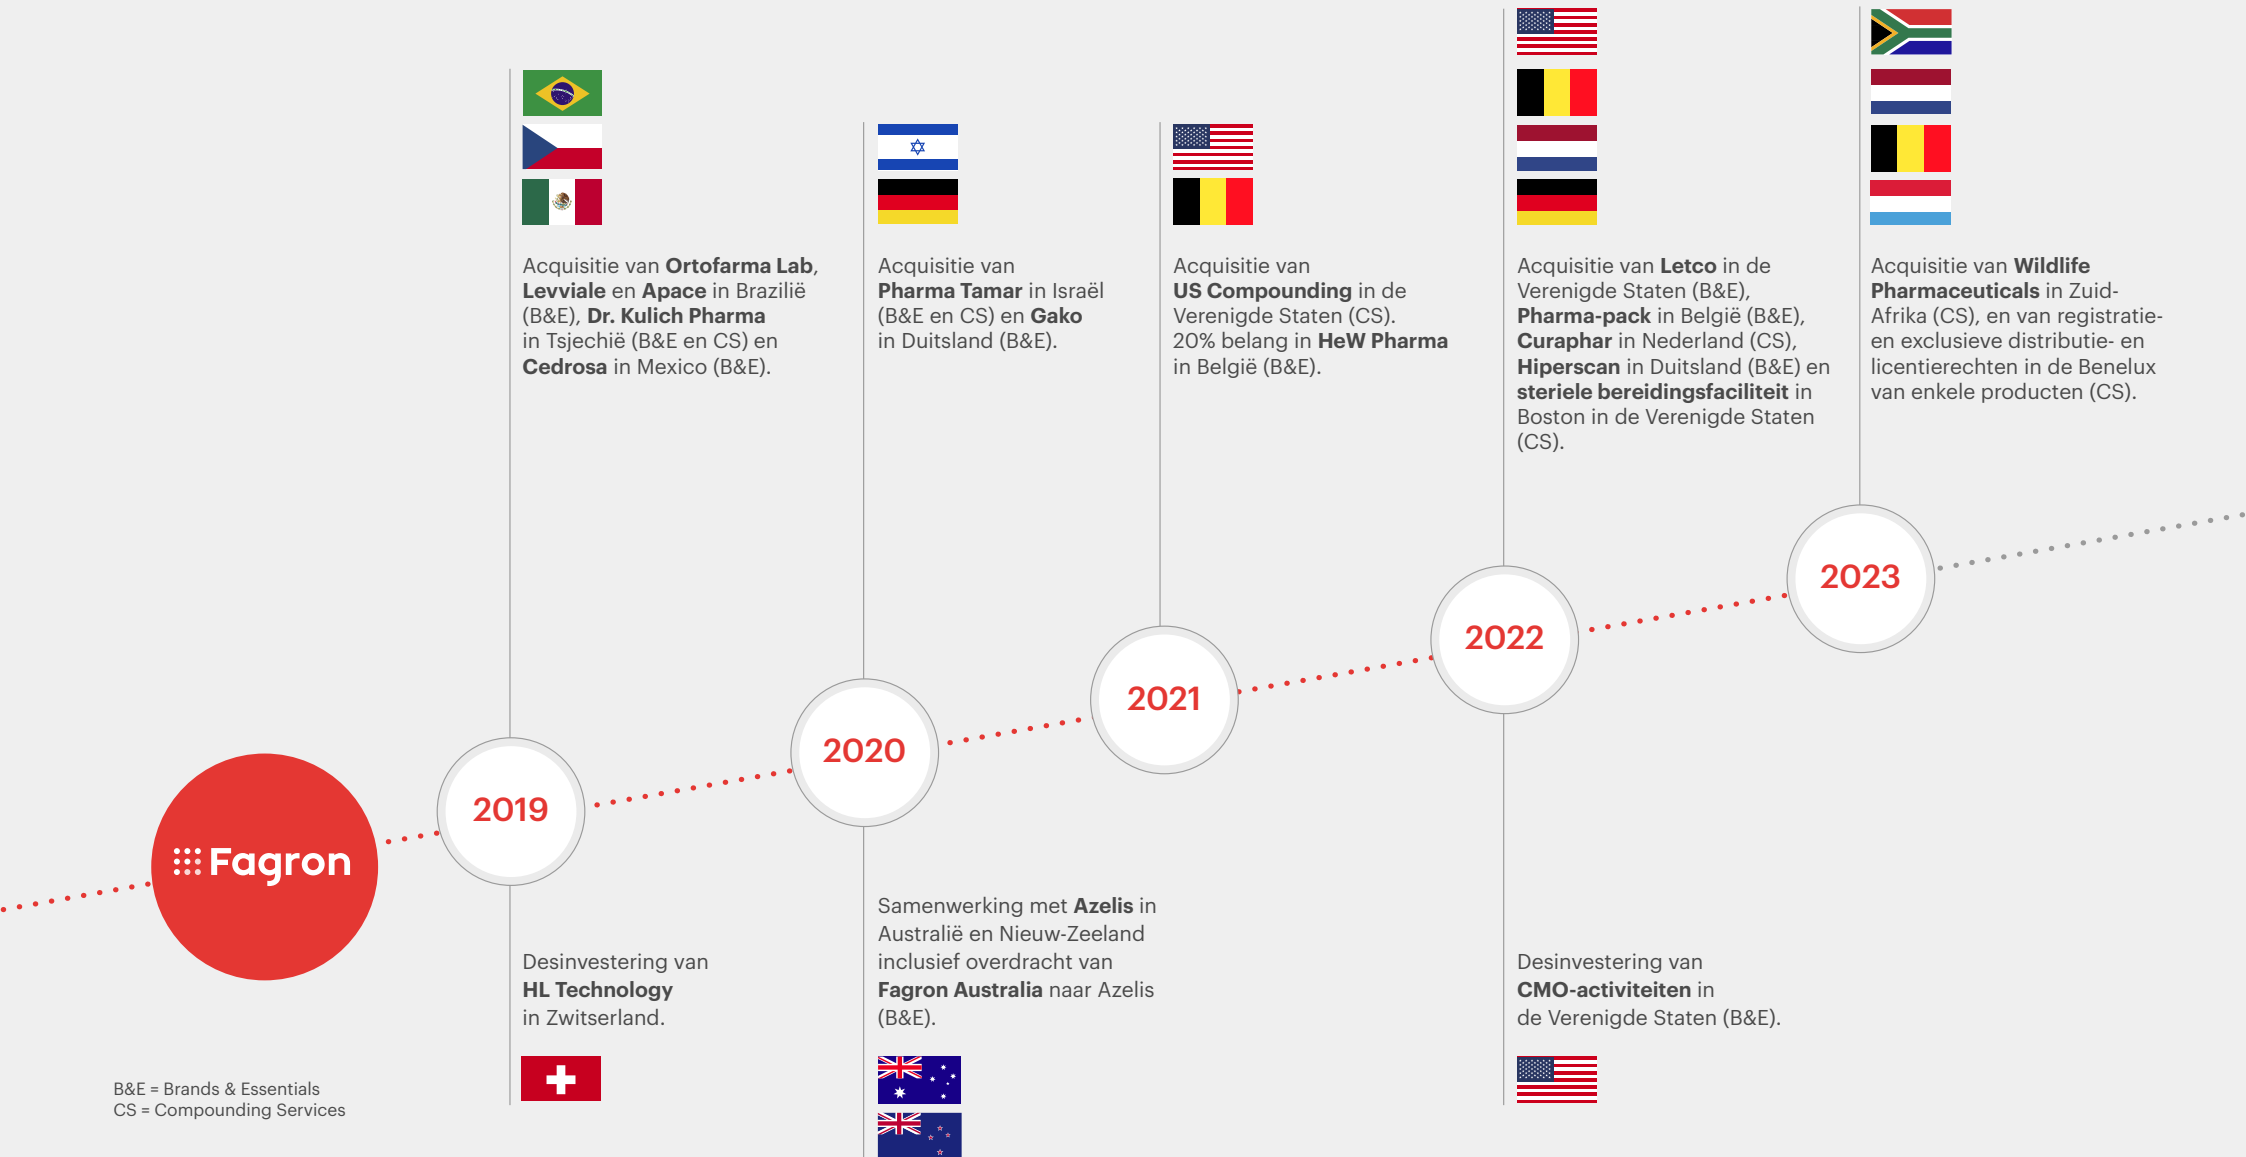 Acquisitie van Ortofarma Lab,
Levviale en Apace in Brazilië
(B&E), Dr. Kulich Pharma
in Tsjechië (B&E en CS) en
Cedrosa in Mexico (B&E).
Acquisitie van
Pharma Tamar in Israël
(B&E en CS) en Gako
in Duitsland (B&E).
Acquisitie van
US Compounding in de
Verenigde Staten (CS).
20% belang in HeW Pharma
in België (B&E).
Acquisitie van Letco in de
Verenigde Staten (B&E),
Pharma-pack in België (B&E),
Curaphar in Nederland (CS),
Hiperscan in Duitsland (B&E) en
steriele bereidingsfaciliteit in
Boston in de Verenigde Staten
(CS).
Acquisitie van Wildlife
Pharmaceuticals in Zuid-
Afrika (CS), en van registratie-
en exclusieve distributie- en
licentierechten in de Benelux
van enkele producten (CS).
Fagron
2019
2020
2021
2022
2023
Desinvestering van
HL Technology
in Zwitserland.
Samenwerking met Azelis in
Australië en Nieuw-Zeeland
inclusief overdracht van
Fagron Australia naar Azelis
(B&E).
Desinvestering van
CMO-activiteiten in
de Verenigde Staten (B&E).
B&E = Brands & Essentials
CS = Compounding Services